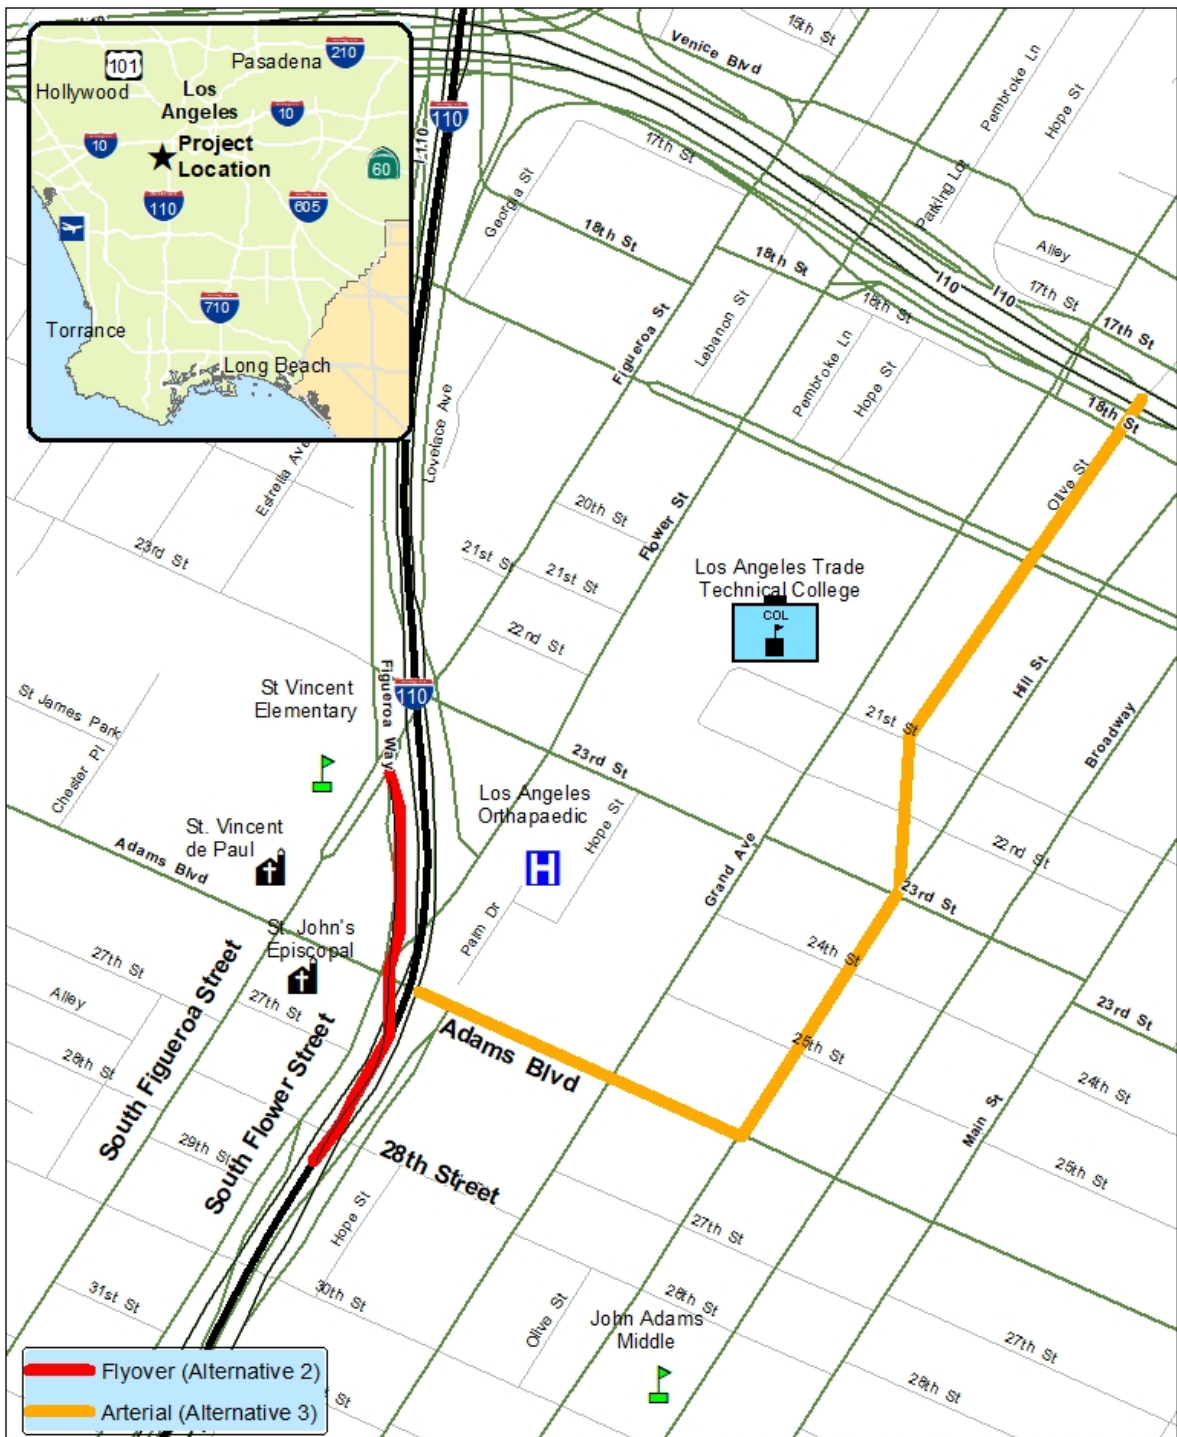 101
Hollywood
Pasadena
210
Los
Angeles
10
10
Project
Location
60
110
605
710
Torrance
Long Beach
110
I-110
15th St
Venice Blvd
Pembroke Ln
Hope St
17th St
Georgia St
18th St
Parking Lot
Alley
18th St
I10
I10
17th St
17th St
18th St
Figueroa St
Lebanon St
Pembroke Ln
Hope St
18th St
Lovelace Ave
Estrella Ave
Olive St
20th St
Flower St
23rd St
21st St
21st St
22nd St
Los Angeles Trade
Technical College
COL
Hill St
Broadway
21st St
Figueroa Way
110
St Vincent
Elementary
St James Park
Chester Pl
23rd St
Los Angeles
Orthapaedic
Hope St
H
Grand Ave
22nd St
23rd St
St. Vincent
de Paul
Adams Blvd
Palm Dr
St. John's
Episcopal
24th St
27th St
Alley
27th St
23rd St
Adams Blvd
25th St
28th St
South Figueroa Street
South Flower Street
29th St
24th St
Main St
28th Street
25th St
Hope St
27th St
31st St
30th St
Olive St
28th St
John Adams
Middle
27th St
28th St
Flyover (Alternative 2)
Arterial (Alternative 3)
St